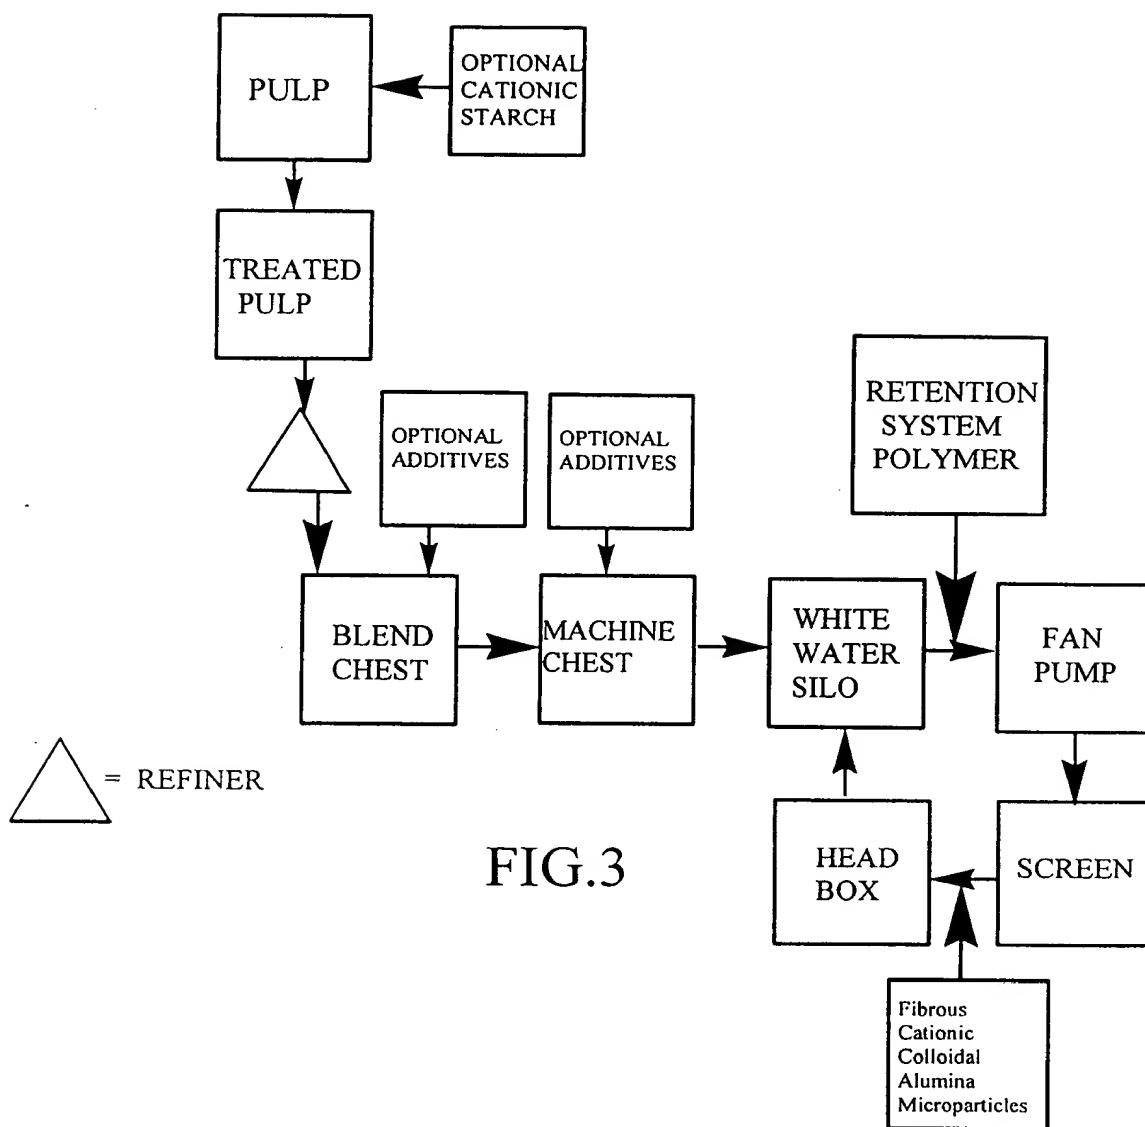 PULP
OPTIONAL
CATIONIC
STARCH
TREATED
PULP
OPTIONAL
ADDITIVES
OPTIONAL
ADDITIVES
RETENTION
SYSTEM
POLYMER
BLEND
CHEST
MACHINE
CHEST
WHITE
WATER
SILO
FAN
PUMP
= REFINER
HEAD
BOX
SCREEN
FIG.3
Fibrous
Cationic
Colloidal
Alumina
Microparticles